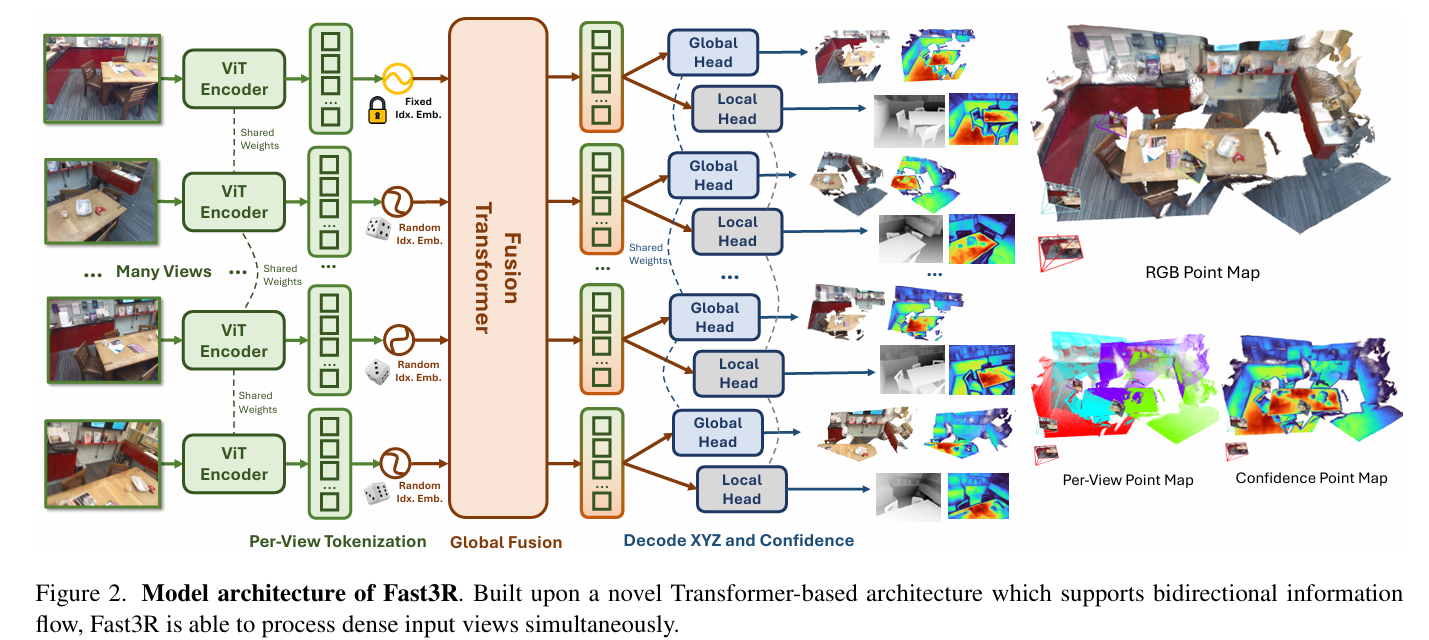 ViT
Encoder
...
Fixed
Idx. Emb.
Shared
Weights
ViT
Encoder
...
Random
Idx. Emb.
... Many Views ...
Shared
Weights
...
ViT
Encoder
...
Random
Idx. Emb.
Shared
Weights
ViT
Encoder
...
Random
Idx. Emb.
Per-View Tokenization
Fusion
Transformer
Global Fusion
...
Global
Head
Local
Head
...
Global
Head
Local
Head
Shared
Weights
...
...
...
...
Global
Head
Local
Head
...
Global
Head
Local
Head
Decode XYZ and Confidence
RGB Point Map
Per-View Point Map
Confidence Point Map
Figure 2. Model architecture of Fast3R. Built upon a novel Transformer-based architecture which supports bidirectional information
flow, Fast3R is able to process dense input views simultaneously.